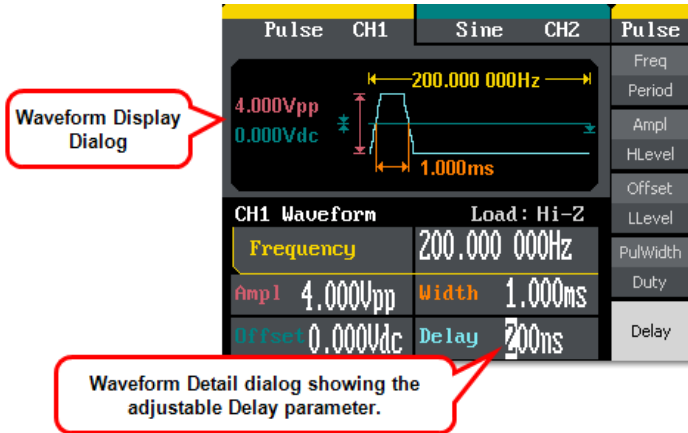 Pulse CH1 Sine CH2 Pulse
Freq
Period
Ampl
HLevel
Offset
LLevel
PulWidth
Duty
Delay
200.000 000Hz
4.000Vpp
0.000Vdc
1.000ms
Waveform Display
Dialog
CH1 Waveform Load: Hi-Z
Frequency 200.000 000Hz
Ampl 4.000Vpp Width 1.000ms
Offset 0.000Vdc Delay 200ns
Waveform Detail dialog showing the
adjustable Delay parameter.